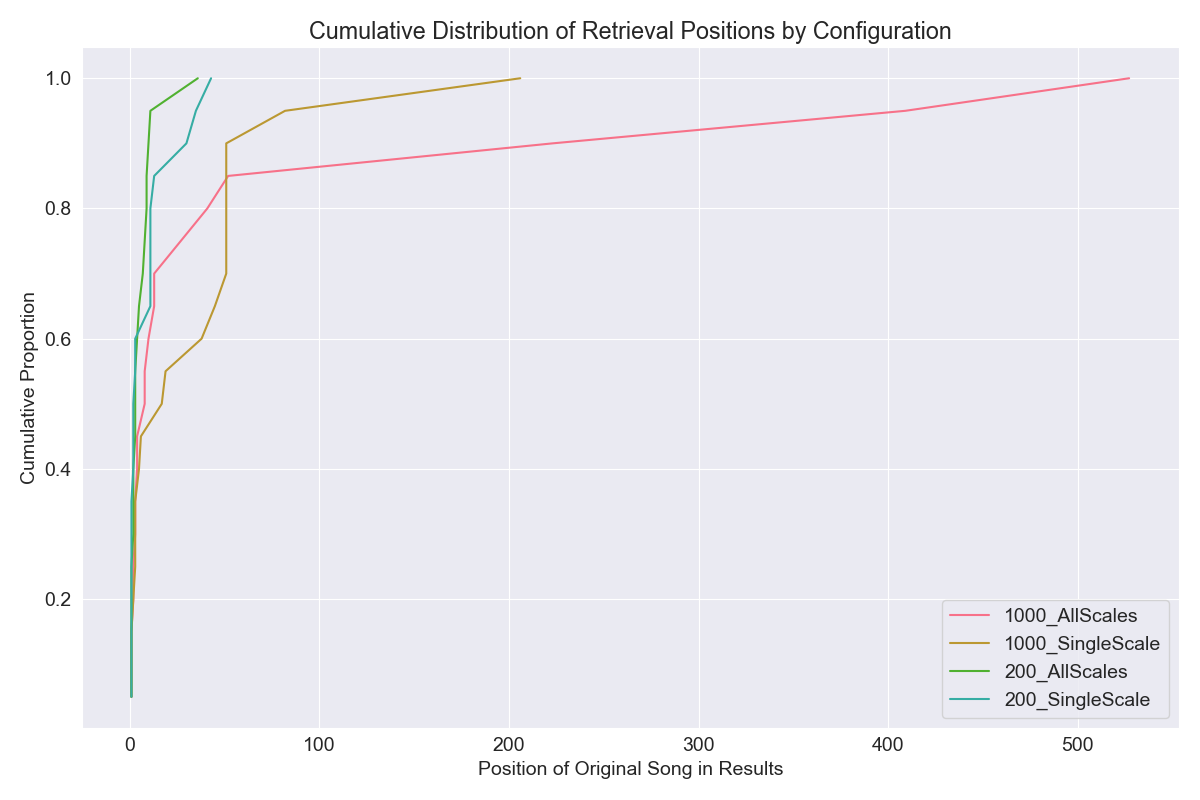 Cumulative Distribution of Retrieval Positions by Configuration
Cumulative Proportion
1.0
0.8
0.6
0.4
0.2
0
100
200
300
400
500
Position of Original Song in Results
1000_AllScales
1000_SingleScale
200_AllScales
200_SingleScale